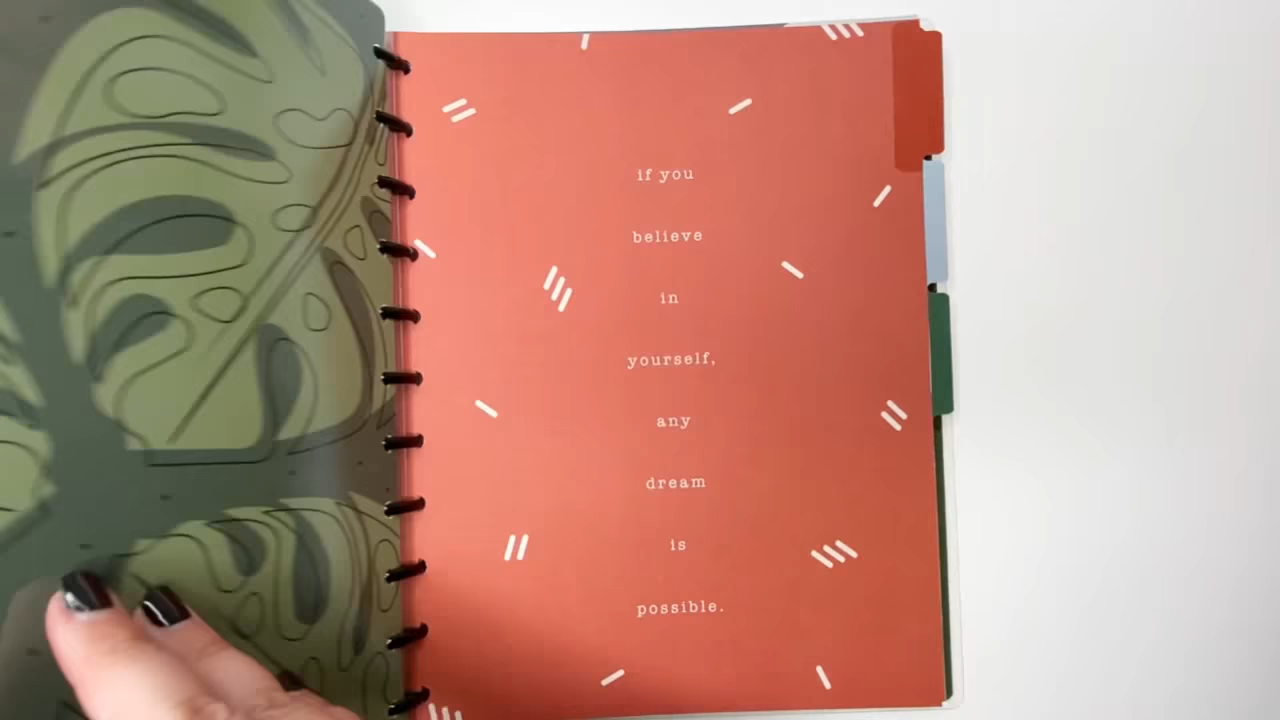 if you
believe
in
yourself,
any
dream
is
possible.